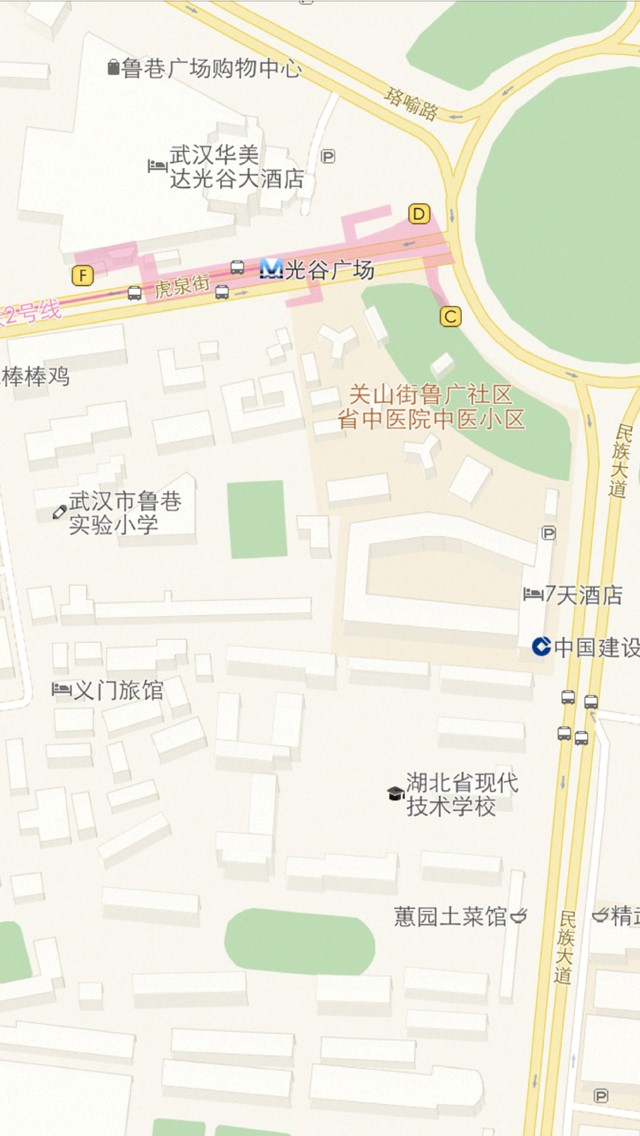 鲁巷广场购物中心
珞喻路
武汉华美
达光谷大酒店
P
D
F
光谷广场
虎泉街
2号线
C
棒棒鸡
关山街鲁广社区
省中医院中医小区
民族大道
武汉市鲁巷
实验小学
P
7天酒店
中国建设
义门旅馆
湖北省现代
技术学校
蕙园土菜馆
精武
民族大道
P